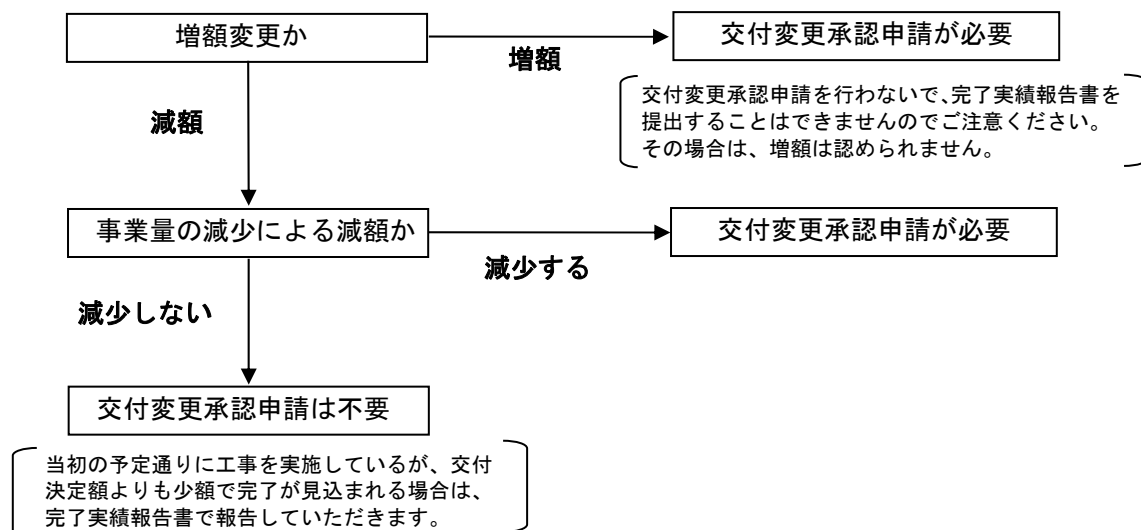 増額変更か
増額
交付変更承認申請が必要
交付変更承認申請を行わないで、完了実績報告書を
提出することはできませんのでご注意ください。
その場合は、増額は認められません。
減額
事業量の減少による減額か
減少する
交付変更承認申請が必要
減少しない
交付変更承認申請は不要
当初の予定通りに工事を実施しているが、交付
決定額よりも少額で完了が見込まれる場合は、
完了実績報告書で報告していただきます。